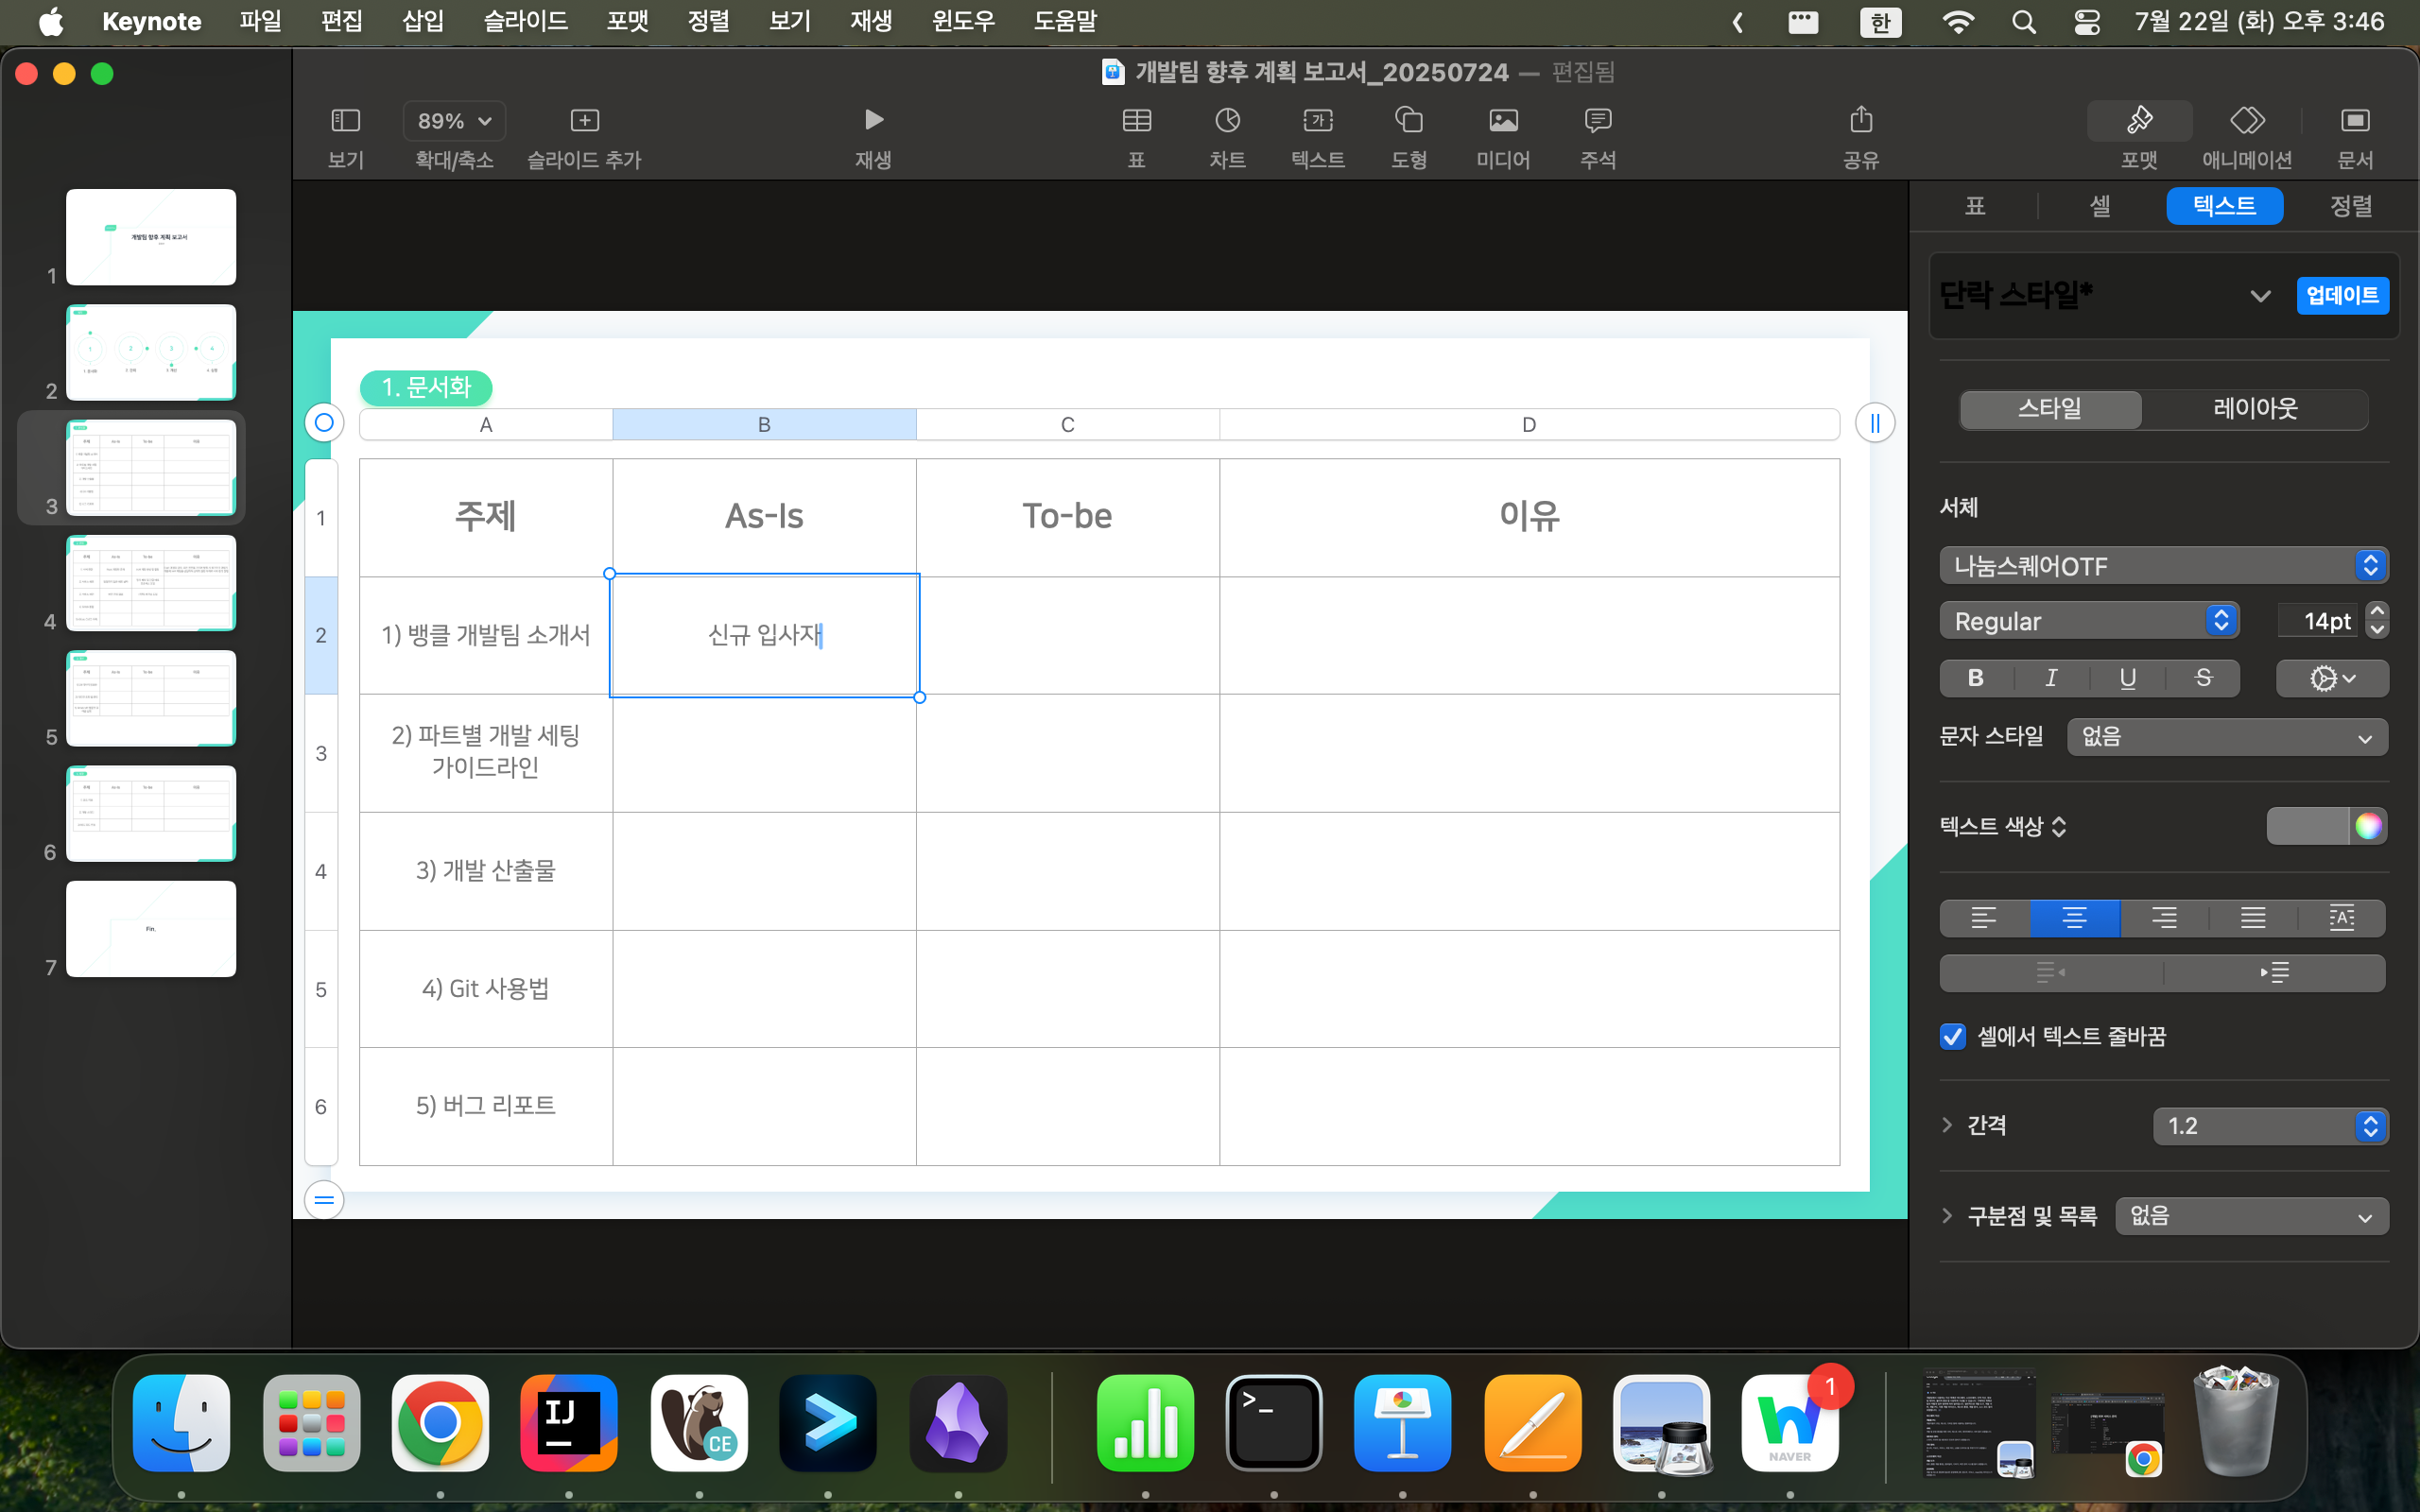 Keynote 파일 편집 삽입 슬라이드 포맷 정렬 보기 재생 윈도우 도움말 한 7월 22일 (화) 오후 3:46
개발팀 향후 계획 보고서_20250724 — 편집됨
89%
보기 확대/축소 슬라이드 추가 재생 표 차트 텍스트 도형 미디어 주석 공유 포맷 애니메이션 문서
개발팀 향후 계획 보고서
1
2
3
4
5
6
Fin.
7
1. 문서화
A B C D
1 주제 As-Is To-be 이유
2 1) 뱅클 개발팀 소개서 신규 입사자
3 2) 파트별 개발 세팅
가이드라인
4 3) 개발 산출물
5 4) Git 사용법
6 5) 버그 리포트
표 셀 텍스트 정렬
단락 스타일* 업데이트
스타일 레이아웃
서체
나눔스퀘어OTF
Regular 14pt
B I U S
문자 스타일 없음
텍스트 색상
셀에서 텍스트 줄바꿈
간격 1.2
구분점 및 목록 없음
IJ
CE
>_
NAVER
1